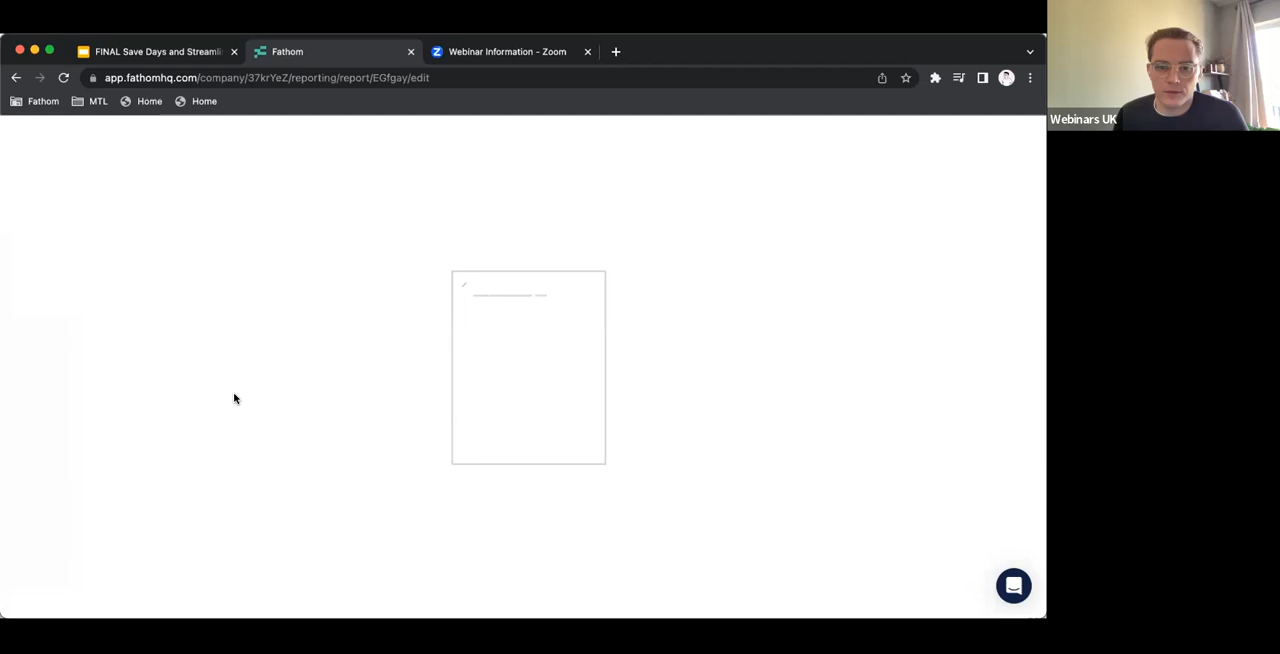 FINAL Save Days and Streamli
Fathom
Webinar Information - Zoom
app.fathomhq.com/company/37krYeZ/reporting/report/EGfgay/edit
Fathom
MTL
Home
Home
Webinars UK